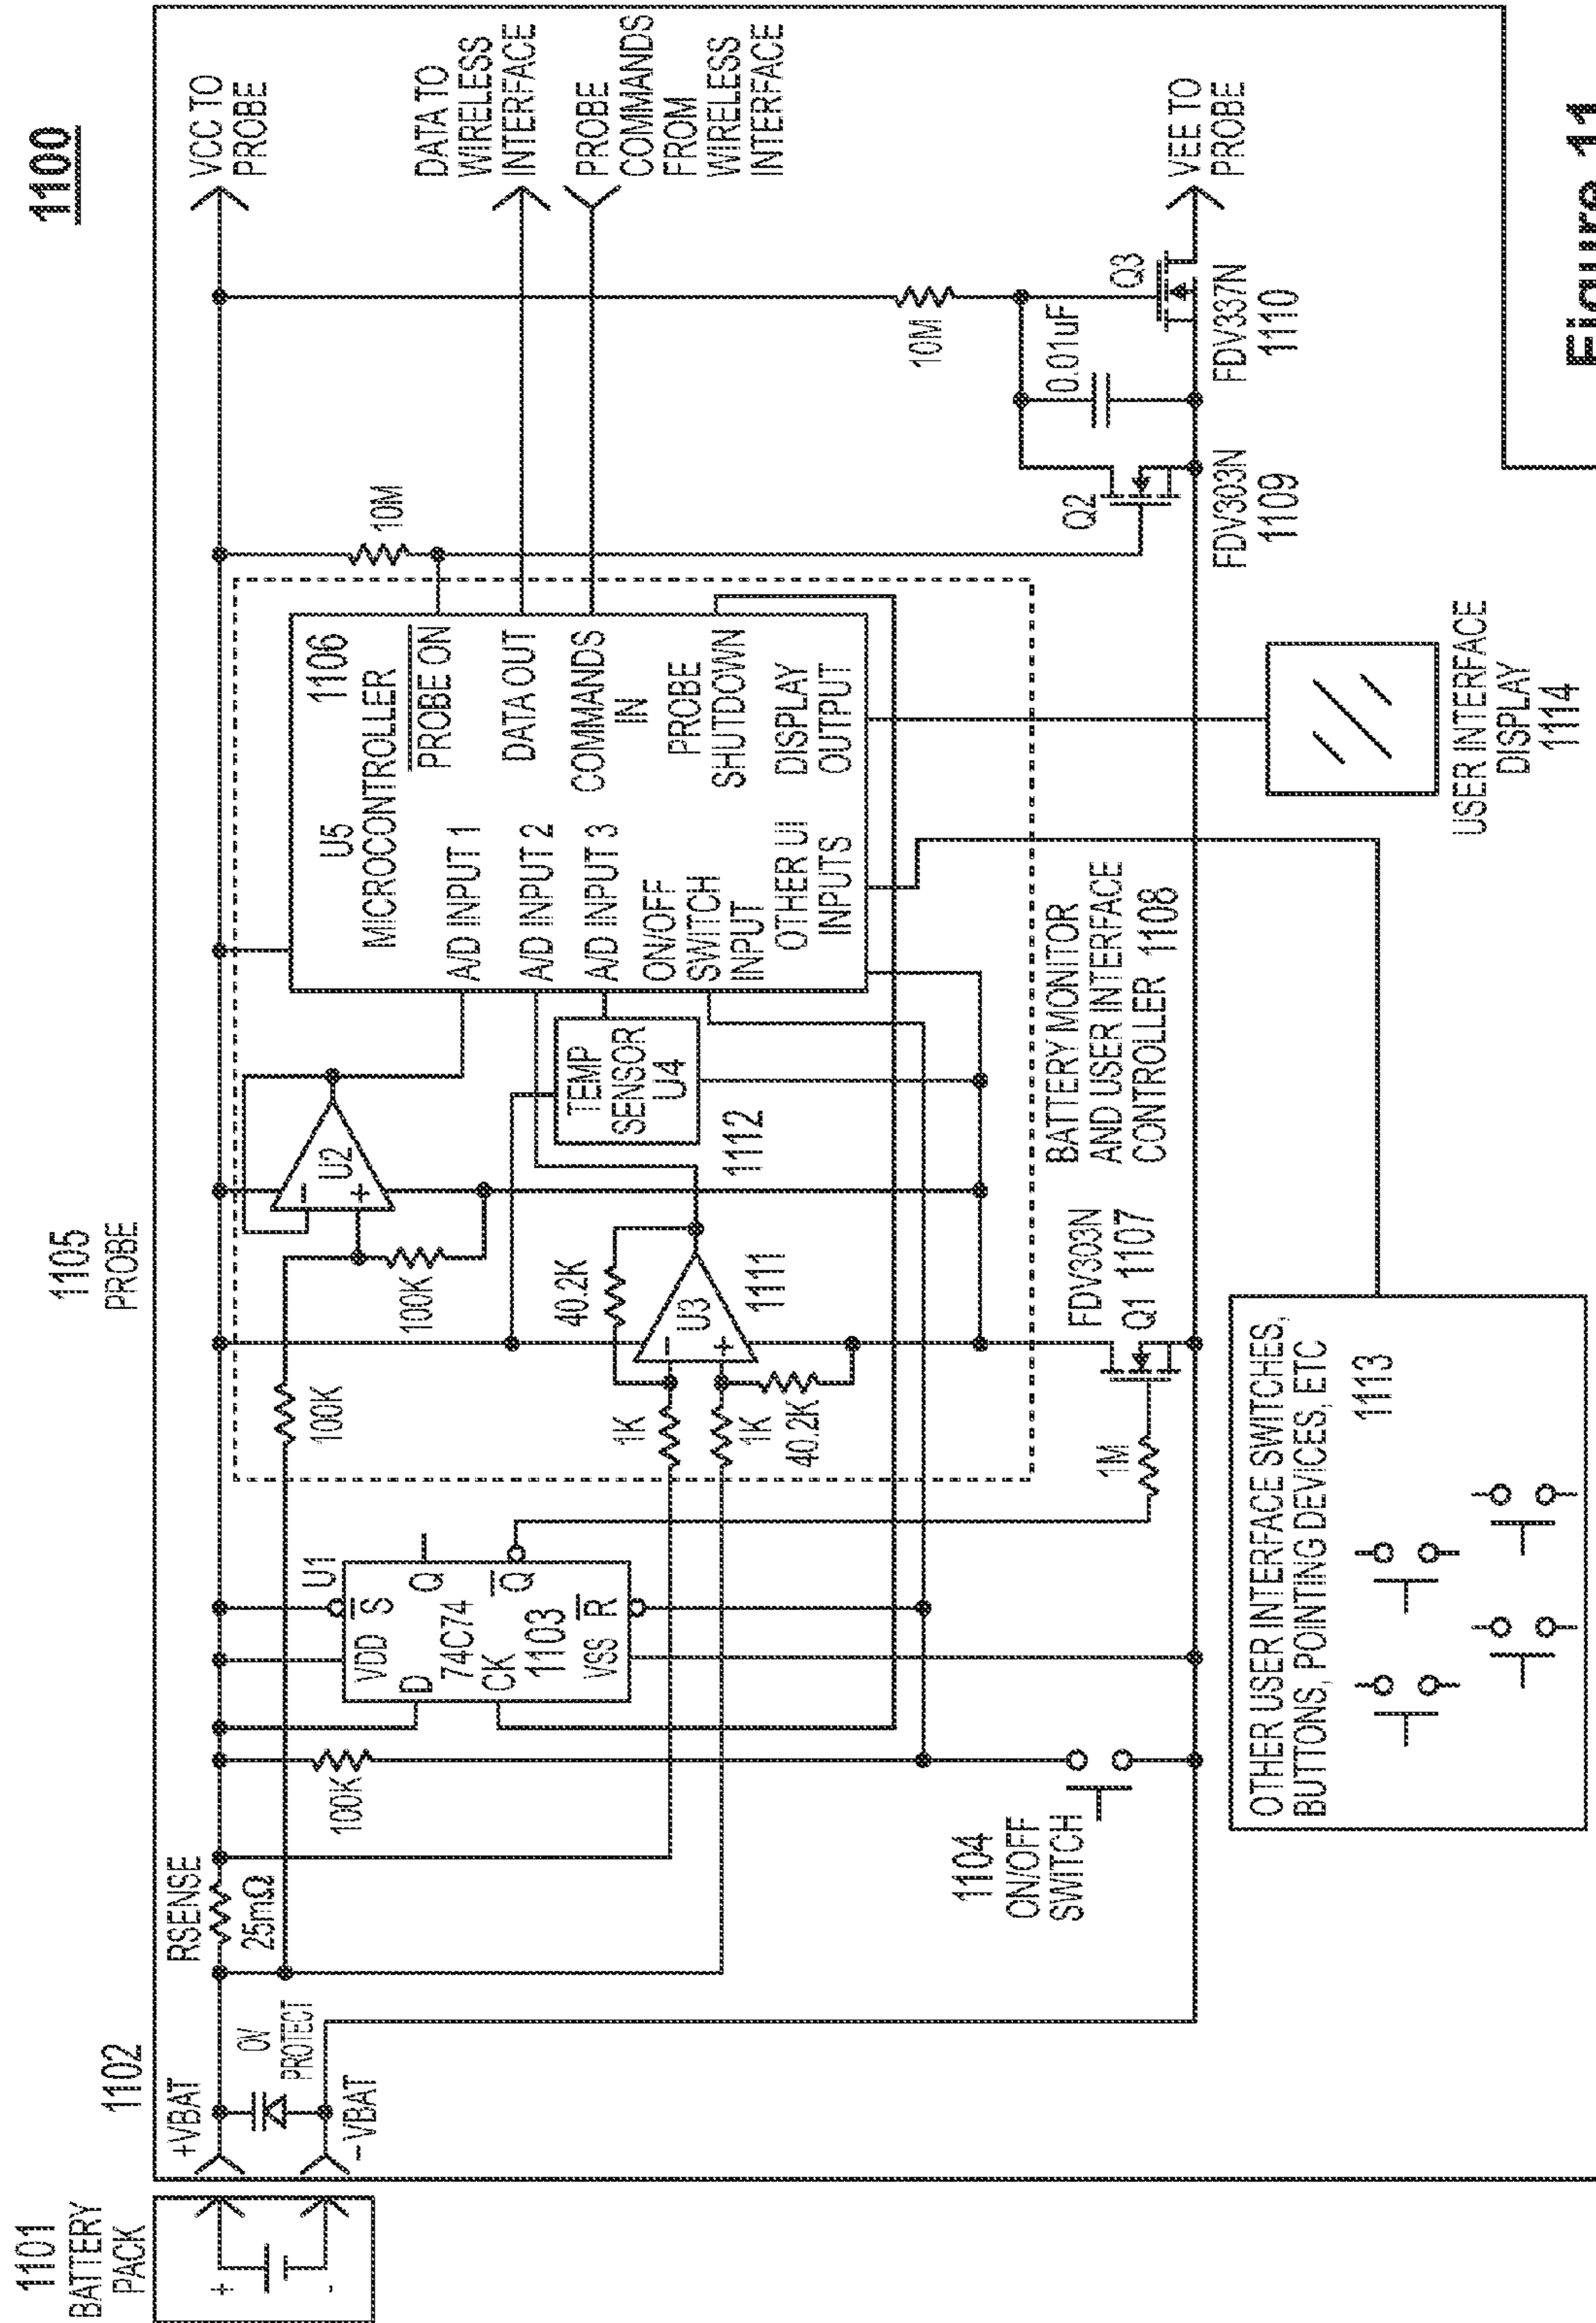 1100
1101
BATTERY
PACK
+
-
1102
+VBAT
-VBAT
OV
PROTECT
RSENSE
25mΩ
1105
PROBE
100K
1104
ON/OFF
SWITCH
U1
VDD S
D
Q
74C74
CK
Q
1103
VSS R
100K
100K
U2
-
+
1K
1K
40.2K
40.2K
U3
-
+
1111
TEMP
SENSOR
U4
1112
U5
MICROCONTROLLER
1106
PROBE ON
A/D INPUT 1
DATA OUT
A/D INPUT 2
COMMANDS
IN
A/D INPUT 3
ON/OFF
SWITCH
INPUT
PROBE
SHUTDOWN
OTHER UI
INPUTS
DISPLAY
OUTPUT
1M
FDV303N
Q1 1107
BATTERY MONITOR
AND USER INTERFACE
CONTROLLER 1108
10M
10M
Q2
0.01µF
Q3
FDV303N
1109
FDV337N
1110
VCC TO
PROBE
DATA TO
WIRELESS
INTERFACE
PROBE
COMMANDS
FROM
WIRELESS
INTERFACE
VEE TO
PROBE
OTHER USER INTERFACE SWITCHES,
BUTTONS, POINTING DEVICES, ETC
1113
USER INTERFACE
DISPLAY
1114
Figure 11